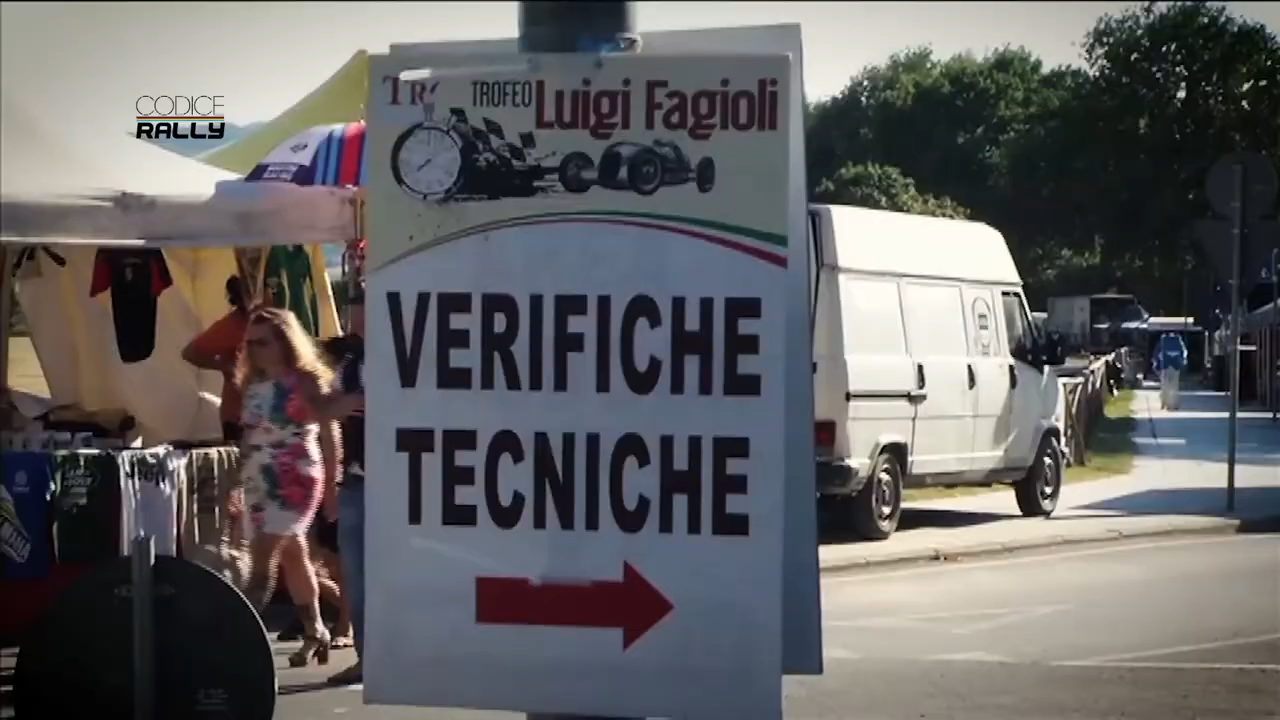 CODICE
RALLY
TROFEO Luigi Fagioli
VERIFICHE
TECNICHE